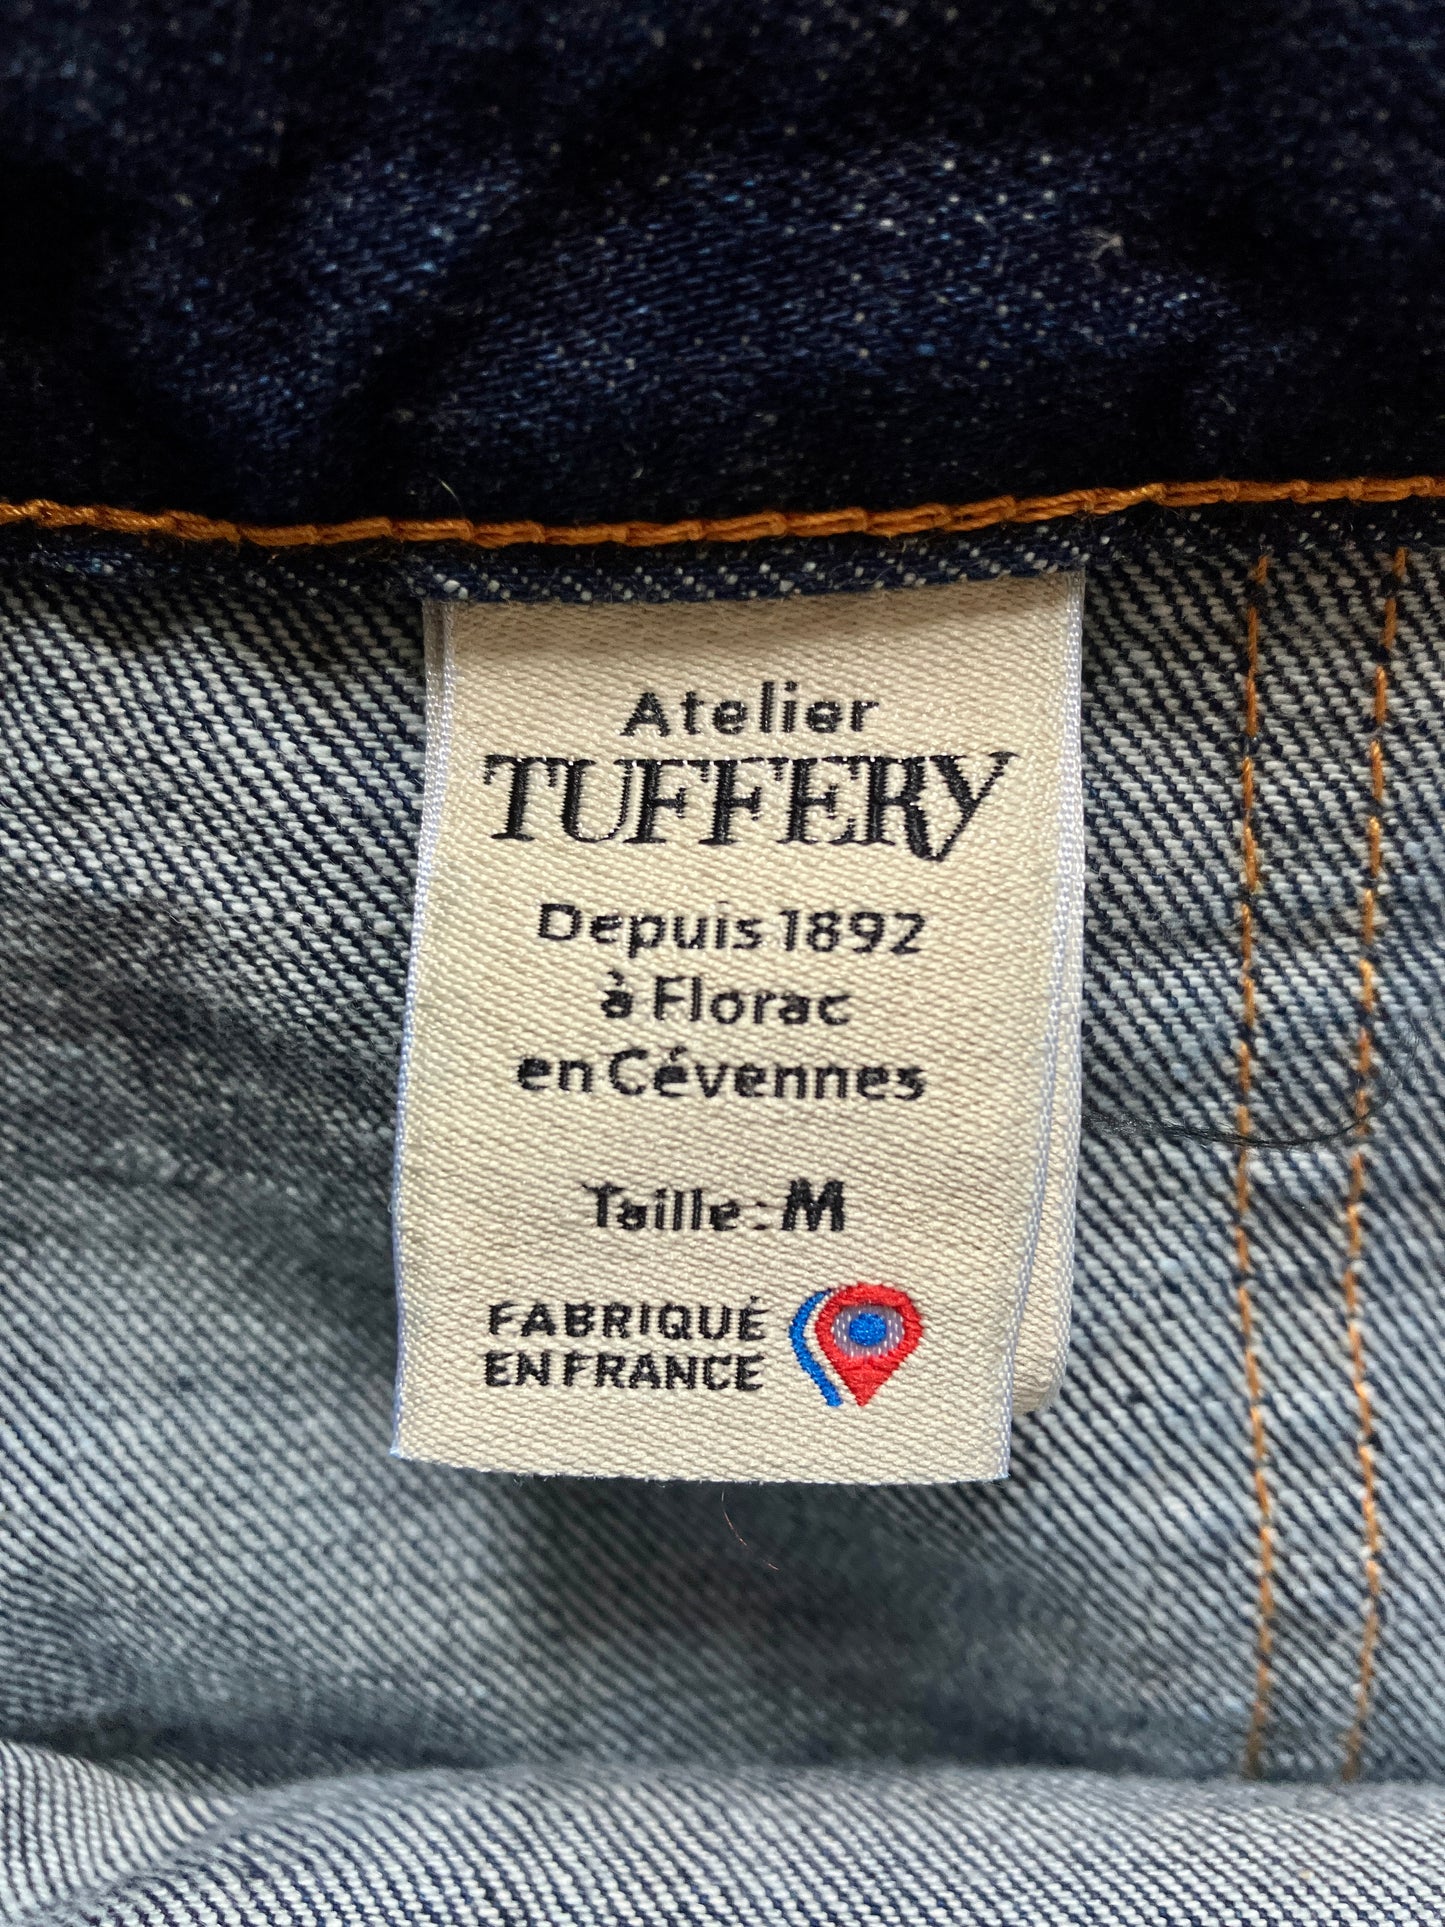 Atelier
TUFFERY
Depuis 1892
à Florac
en Cévennes
Taille: M
FABRIQUÉ
EN FRANCE